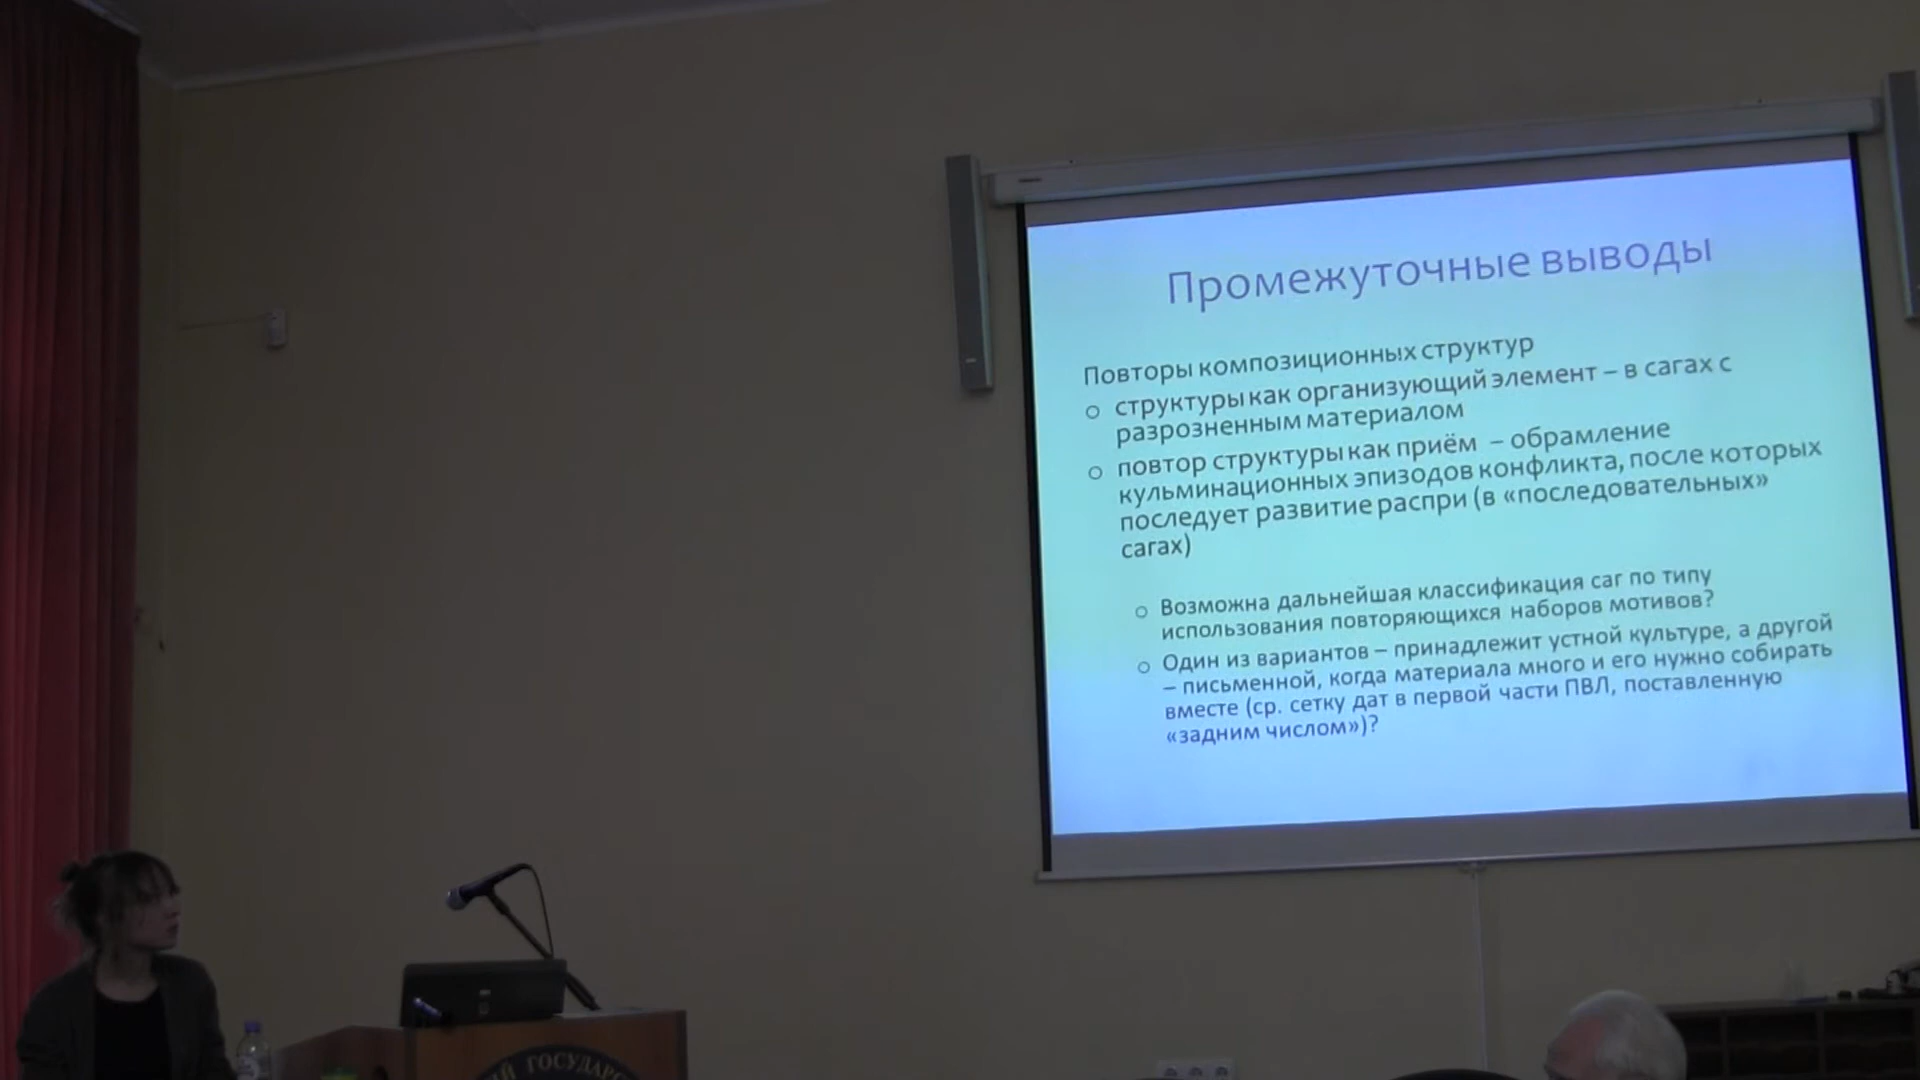 Промежуточные выводы
Повторы композиционных структур
○ структуры как организующий элемент – в сагах с
разрозненным материалом
○ повтор структуры как приём – обрамление
кульминационных эпизодов конфликта, после которых
последует развитие распри (в «последовательных»
сагах)
○ Возможна дальнейшая классификация саг по типу
использования повторяющихся наборов мотивов?
○ Один из вариантов – принадлежит устной культуре, а другой
– письменной, когда материала много и его нужно собирать
вместе (ср. сетку дат в первой части ПВЛ, поставленную
«задним числом»)?
ИЙ ГОСУДАРС